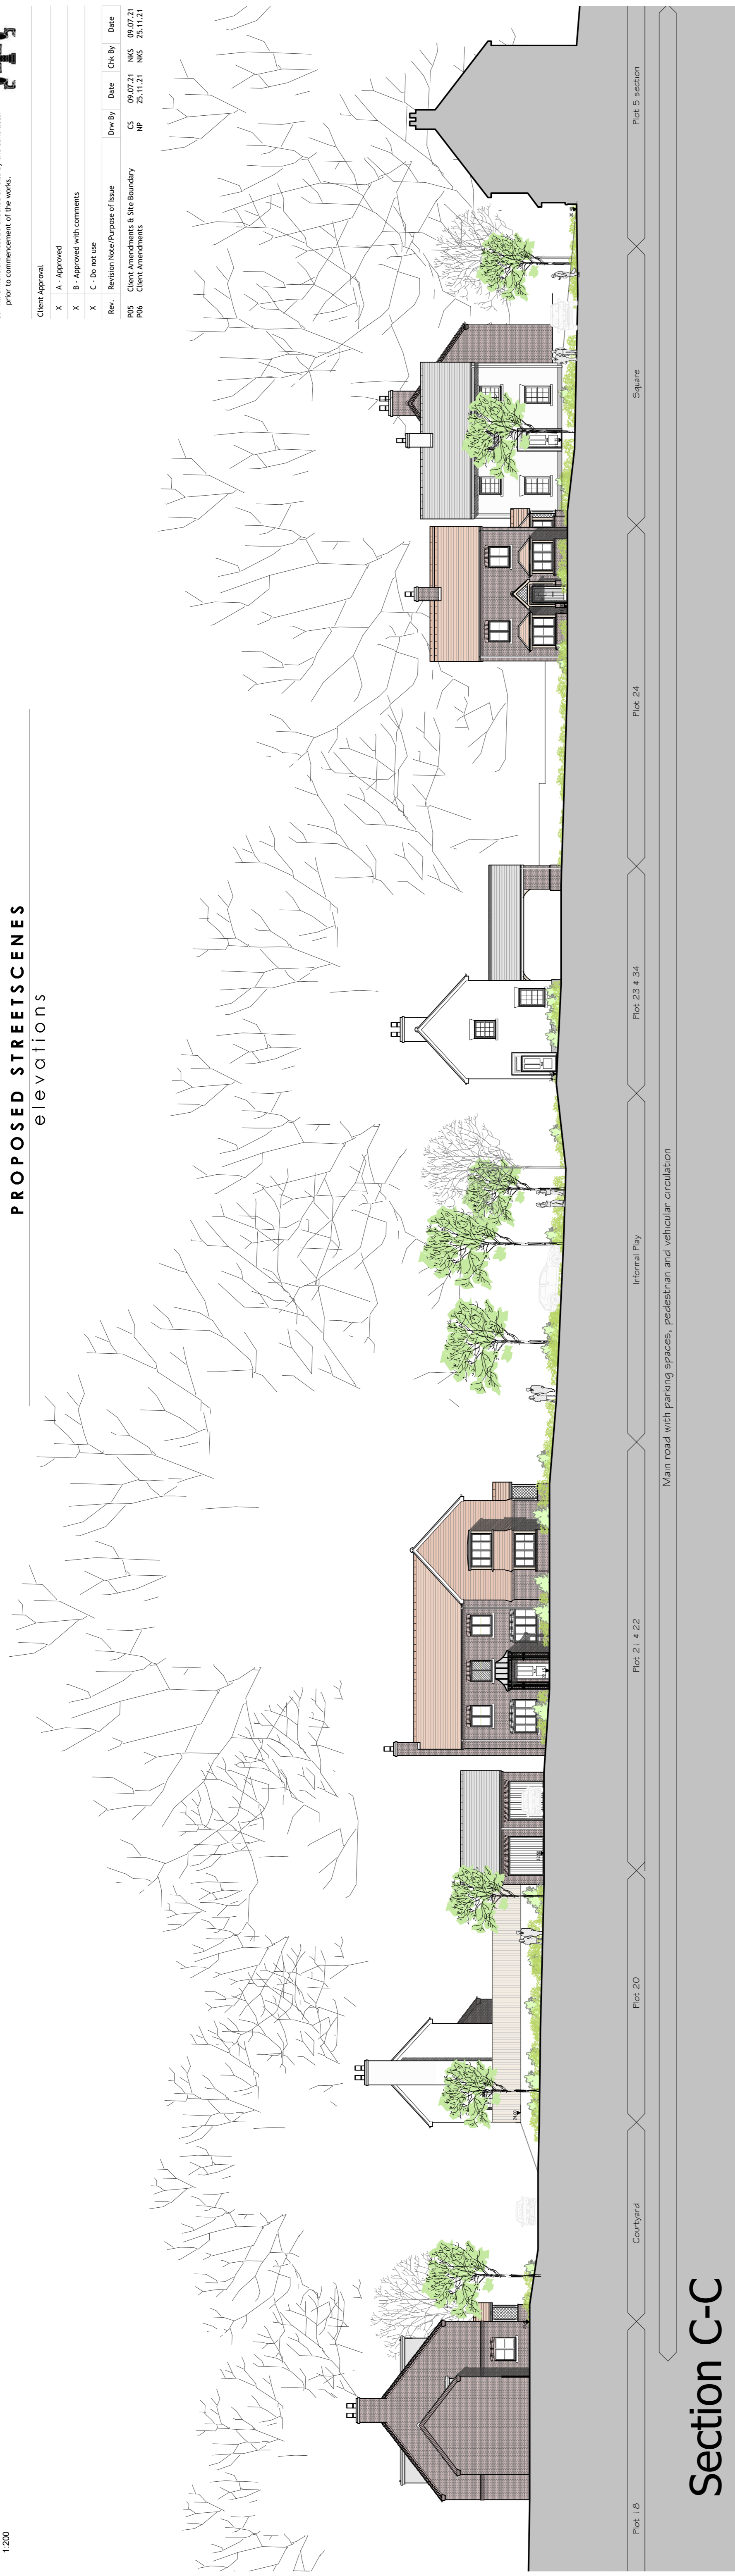 1:200
PROPOSED STREETSCENES
elevations
prior to commencement of the works.
Client Approval
X A - Approved
X B - Approved with comments
X C - Do not use
Rev. Revision Note/Purpose of Issue Drw By Date Chk By Date
P05 Client Amendments & Site Boundary CS 09.07.21 NKS 09.07.21
P06 Client Amendments NP 25.11.21 NKS 25.11.21
Plot 18 Courtyard Plot 20 Plot 21 & 22 Informal Play Plot 23 & 34 Plot 24 Square Plot 5 section
Main road with parking spaces, pedestrian and vehicular circulation
Section C-C